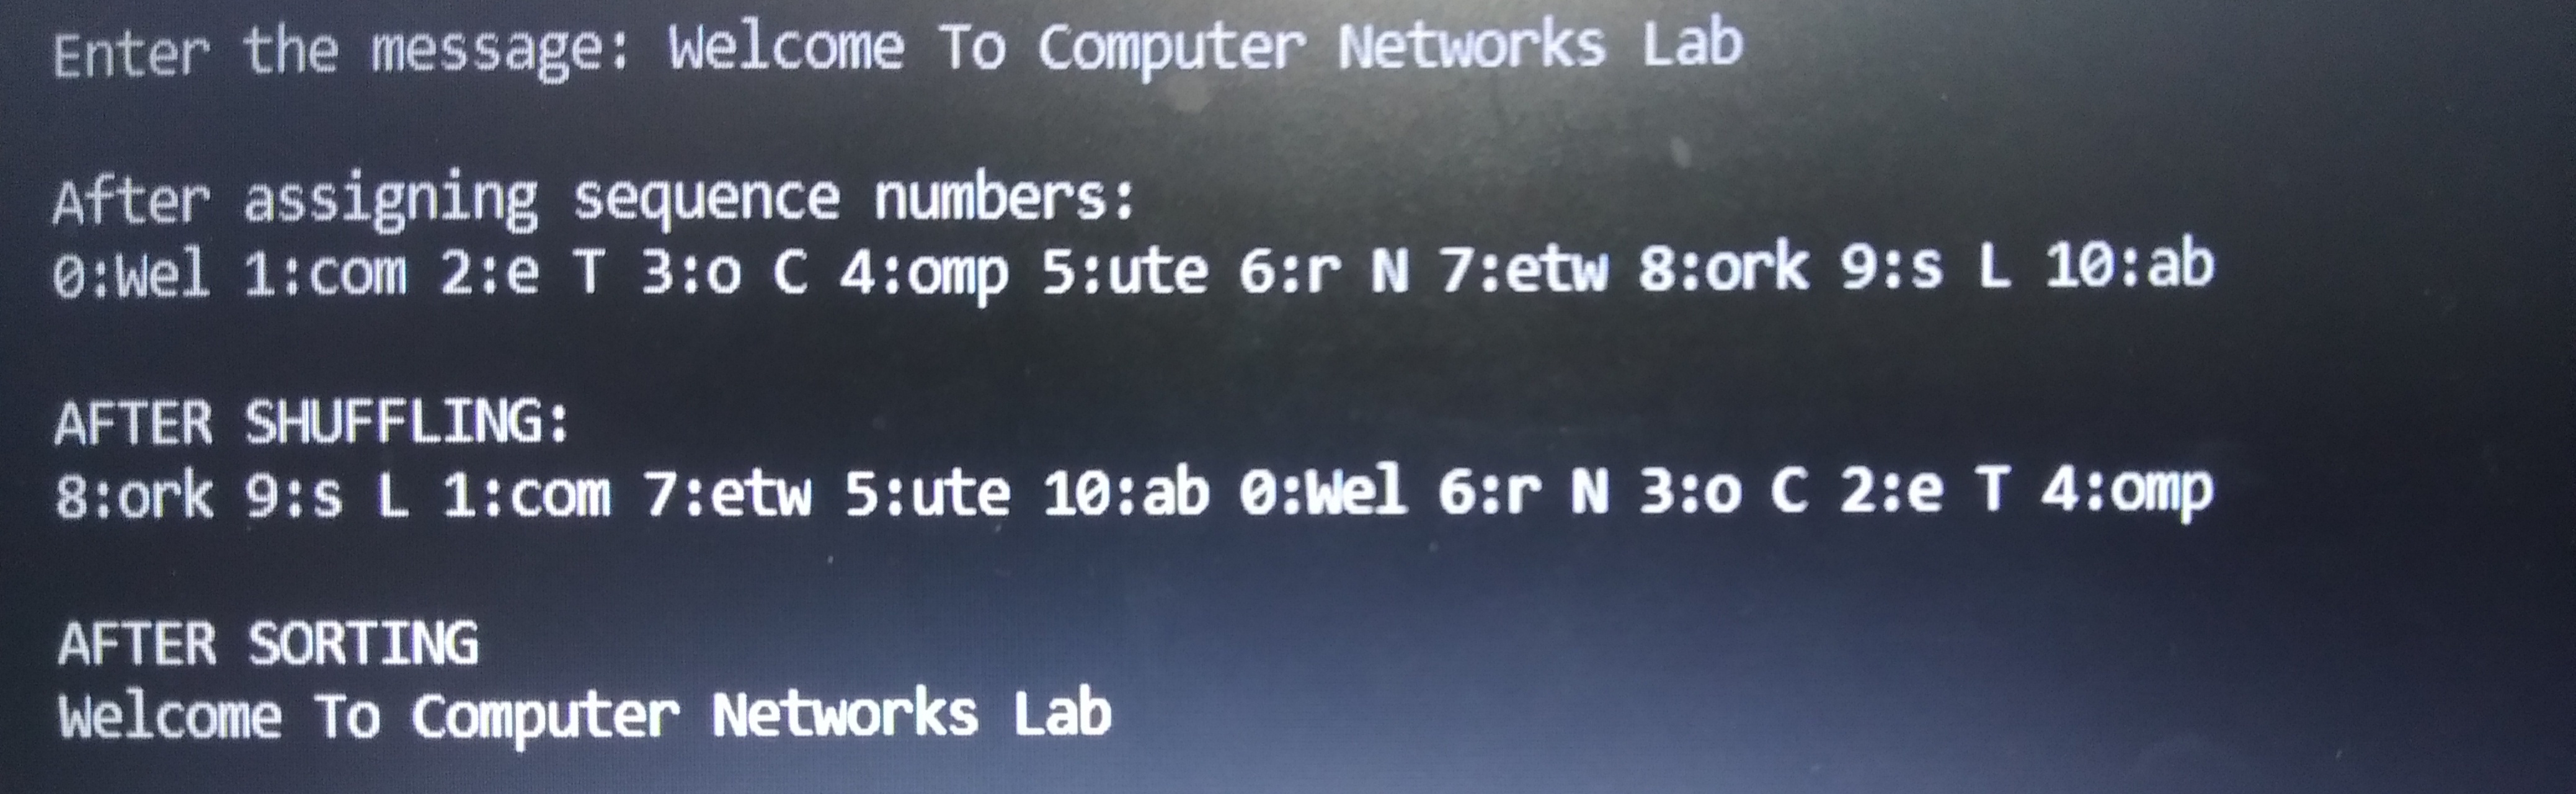 Enter the message: Welcome To Computer Networks Lab
After assigning sequence numbers:
0:Wel 1:com 2:e T 3:o C 4:omp 5:ute 6:r N 7:etw 8:ork 9:s L 10:ab
AFTER SHUFFLING:
8:ork 9:s L 1:com 7:etw 5:ute 10:ab 0:Wel 6:r N 3:o C 2:e T 4:omp
AFTER SORTING
Welcome To Computer Networks Lab